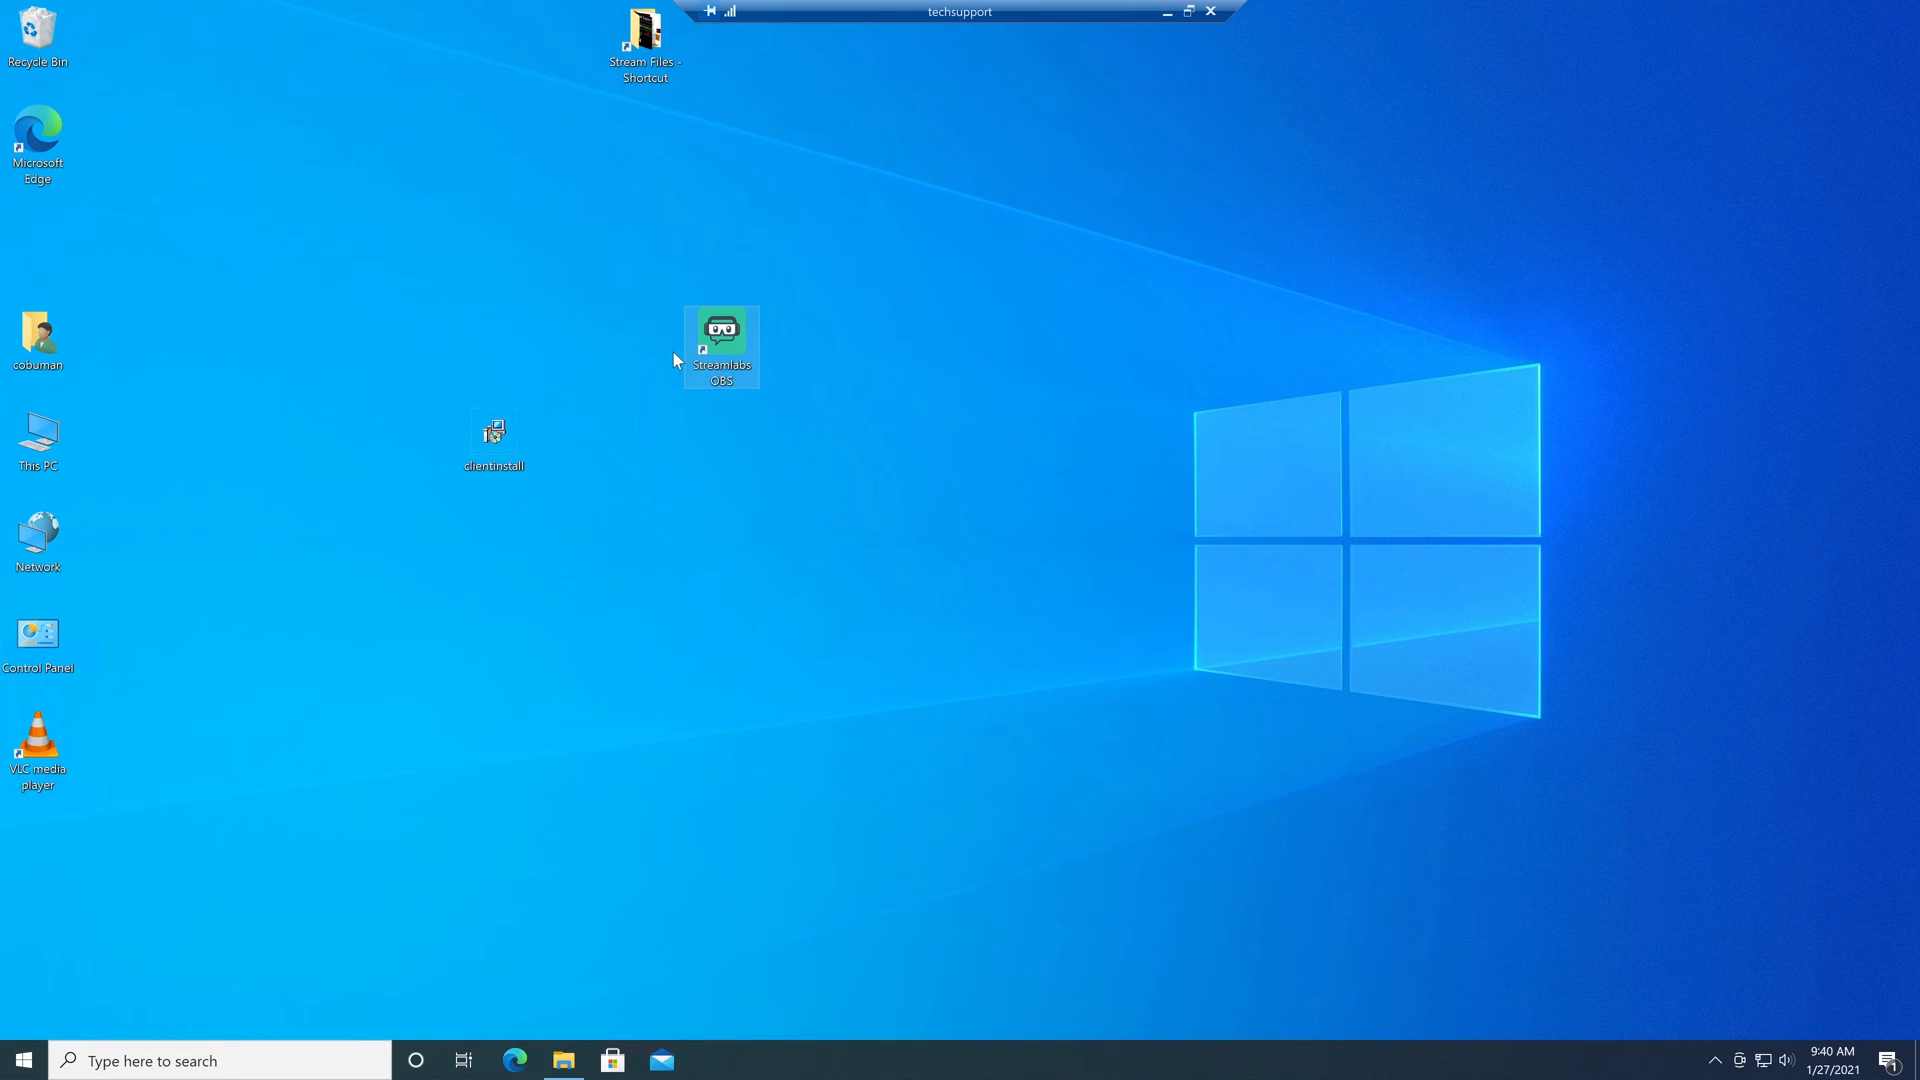 techsupport
Recycle Bin
Stream Files -
Shortcut
Microsoft
Edge
cobuman
Streamlabs
OBS
This PC
clientinstall
Network
Control Panel
VLC media
player
Type here to search
9:40 AM
1/27/2021
1